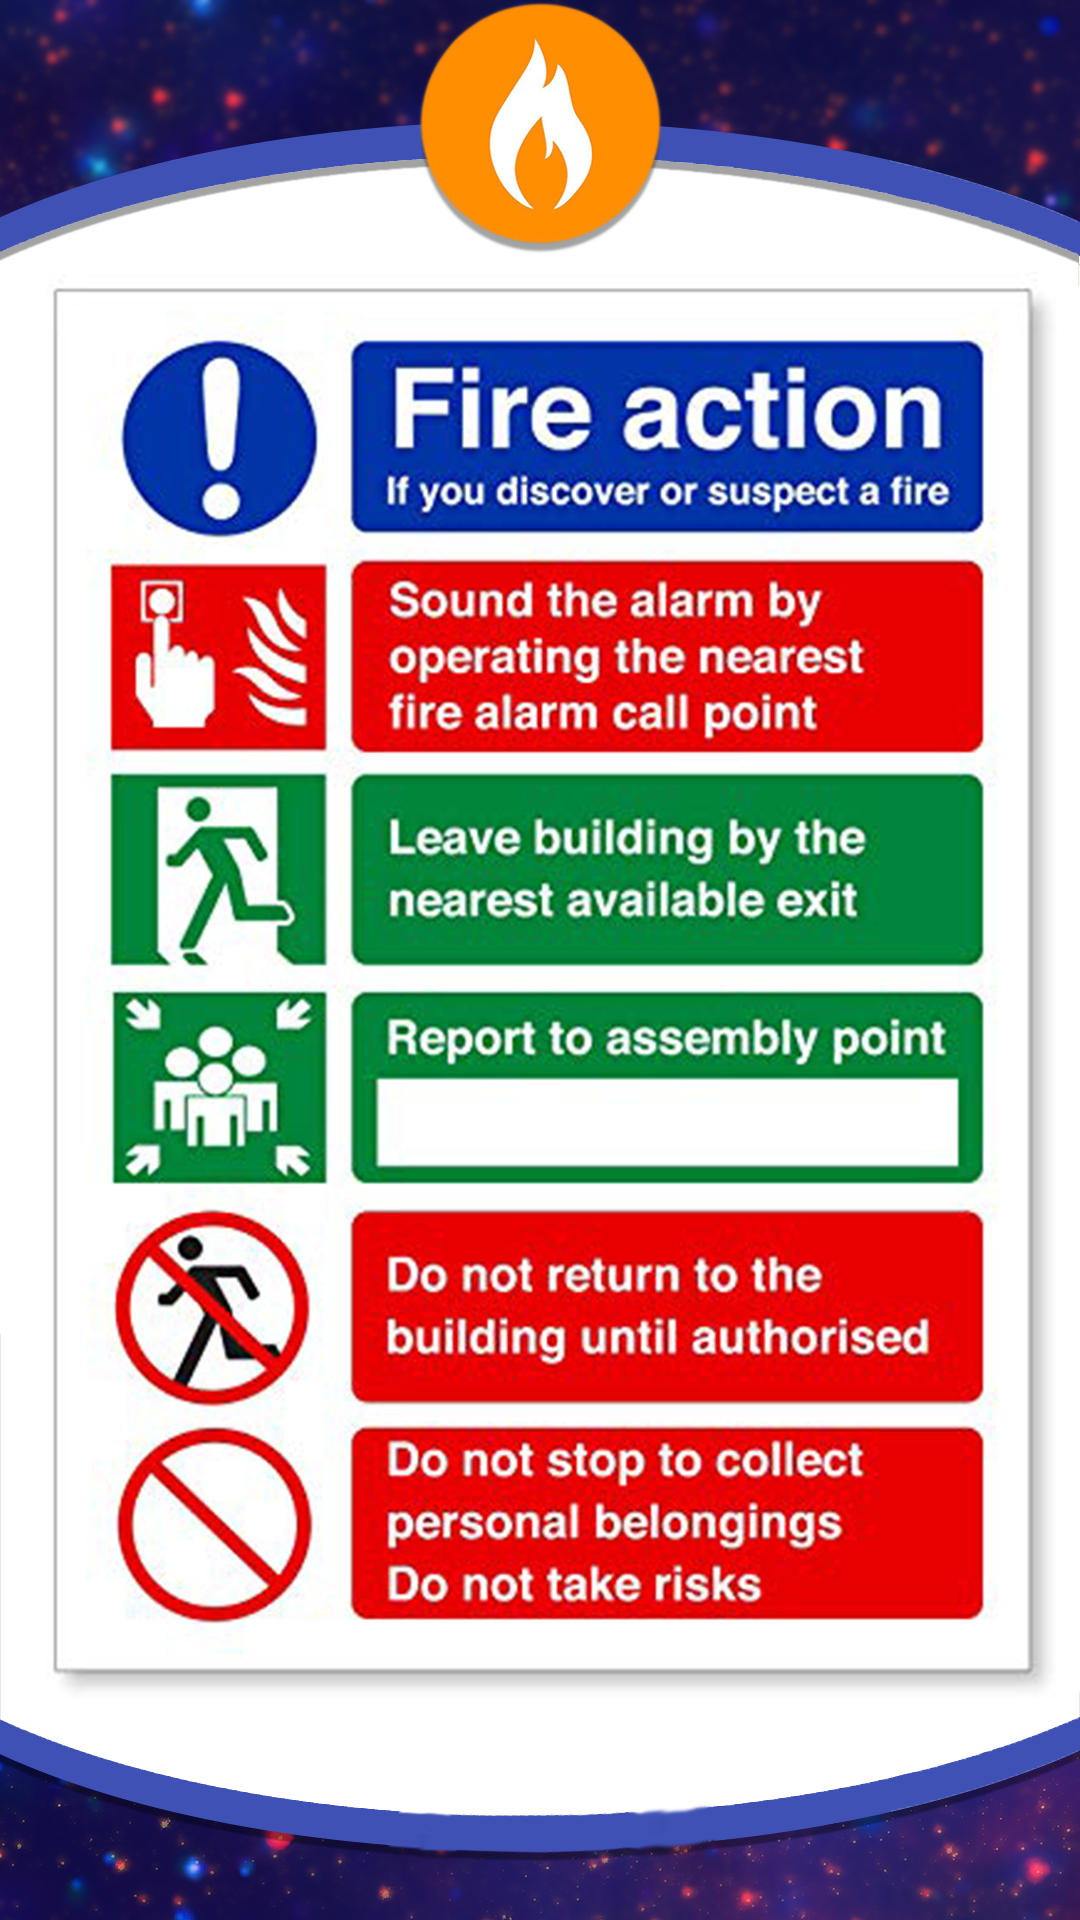 Fire action
If you discover or suspect a fire
Sound the alarm by
operating the nearest
fire alarm call point
Leave building by the
nearest available exit
Report to assembly point
Do not return to the
building until authorised
Do not stop to collect
personal belongings
Do not take risks